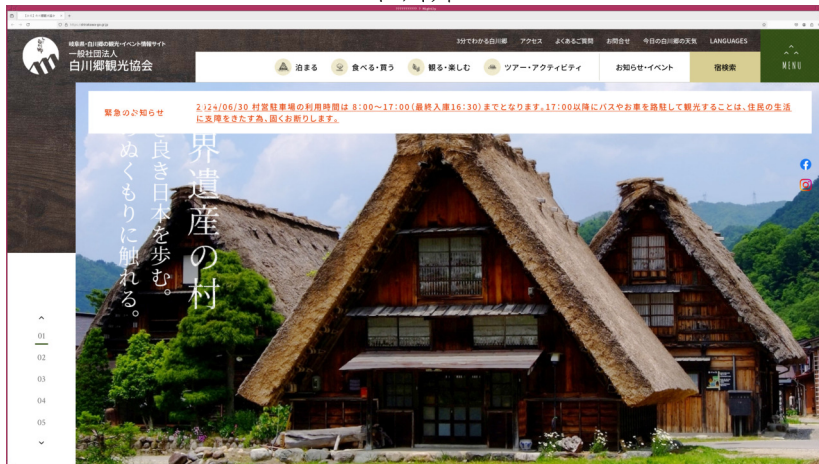 岐阜県・白川郷の観光・イベント情報サイト
一般社団法人
白川郷観光協会
3分でわかる白川郷 アクセス よくあるご質問 お問合せ 今日の白川郷の天気 LANGUAGES
泊まる 食べる・買う 観る・楽しむ ツアー・アクティビティ お知らせ・イベント 宿検索
MENU
緊急のお知らせ
2024/06/30 村営駐車場の利用時間は 8:00〜17:00(最終入庫16:30)までとなります。17:00以降にバスやお車を路駐して観光することは、住民の生活
に支障をきたす為、固くお断りします。
界遺産の村
良き日本を歩む。
ぬくもりに触れる。
01
02
03
04
05